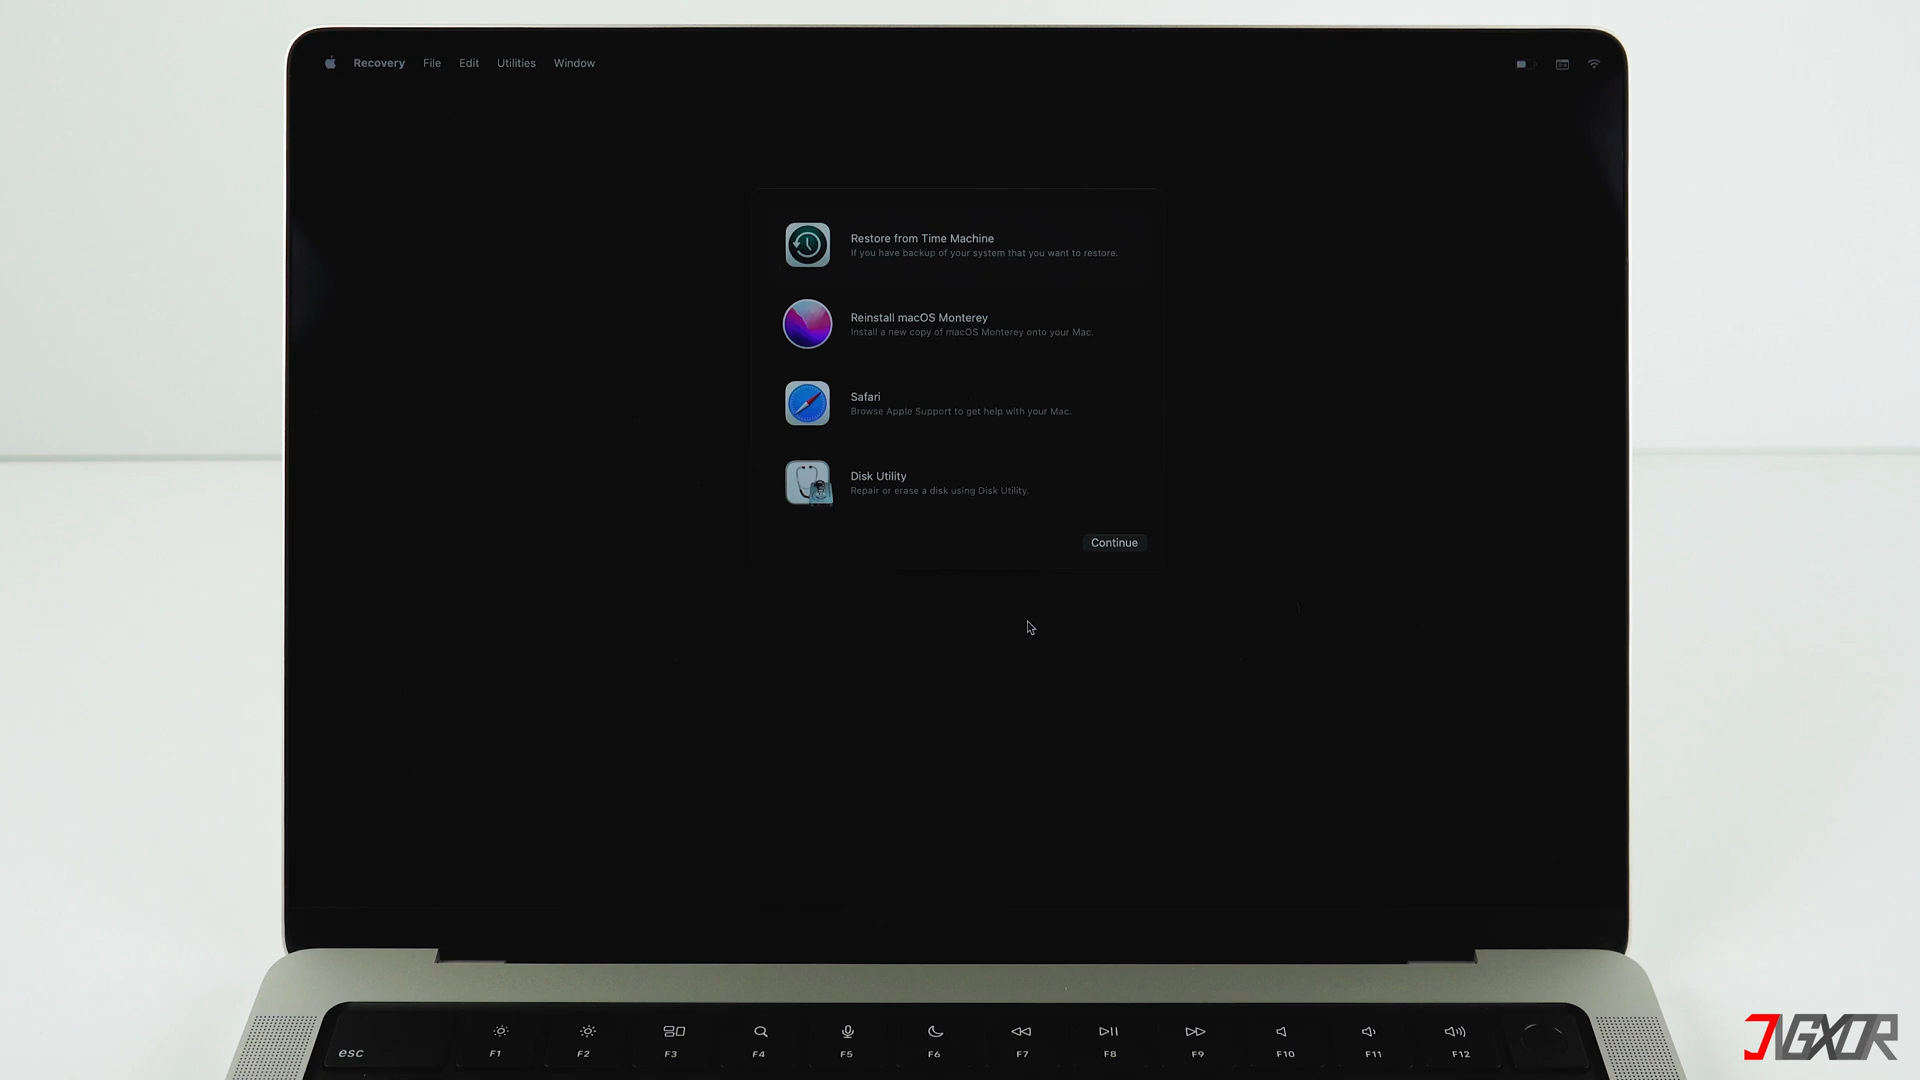 Recovery File Edit Utilities Window
Restore from Time Machine
If you have backup of your system that you want to restore.
Reinstall macOS Monterey
Install a new copy of macOS Monterey onto your Mac.
Safari
Browse Apple Support to get help with your Mac.
Disk Utility
Repair or erase a disk using Disk Utility.
Continue
esc F1 F2 F3 F4 F5 F6 F7 F8 F9 F10 F11 F12
JVGXOR